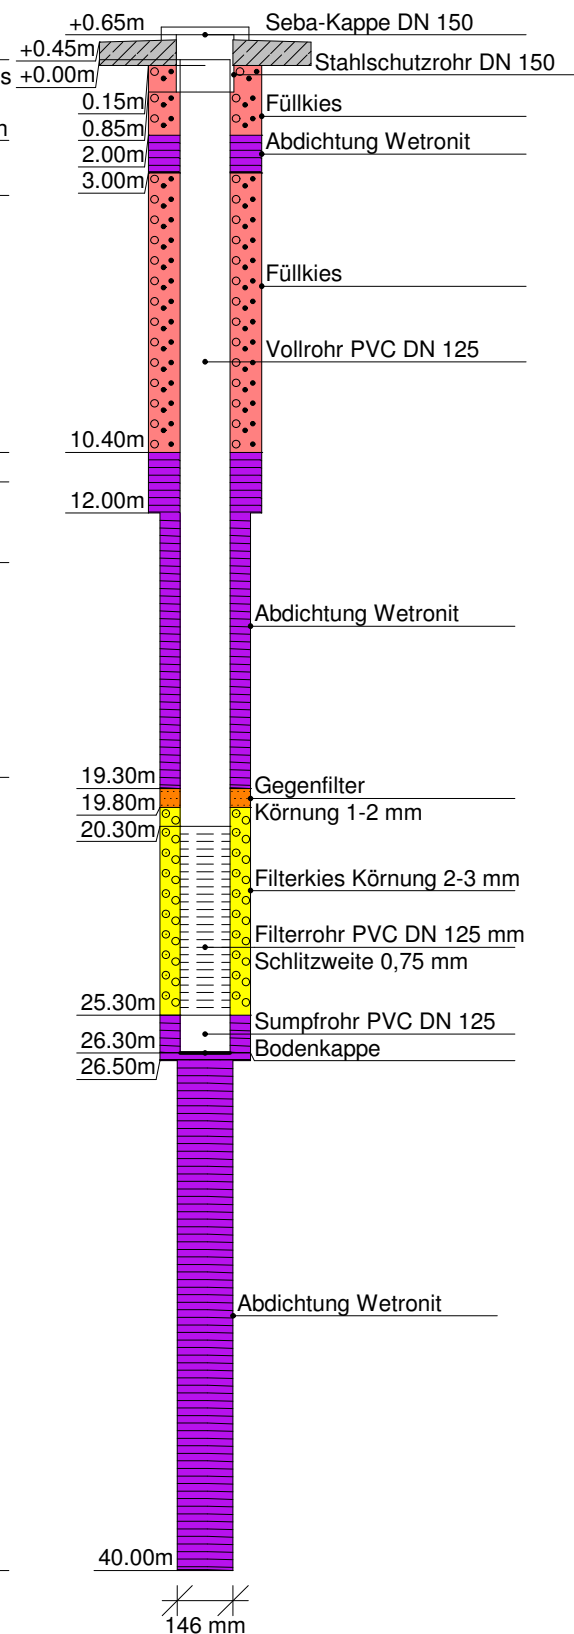 +0.65m Seba-Kappe DN 150
+0.45m
s +0.00m Stahlschutzrohr DN 150
0.15m Füllkies
0.85m
2.00m Abdichtung Wetronit
3.00m
Füllkies
Vollrohr PVC DN 125
10.40m
12.00m
Abdichtung Wetronit
19.30m Gegenfilter
19.80m Körnung 1-2 mm
20.30m
Filterkies Körnung 2-3 mm
Filterrohr PVC DN 125 mm
Schlitzweite 0,75 mm
25.30m
Sumpfrohr PVC DN 125
26.30m Bodenkappe
26.50m
Abdichtung Wetronit
40.00m
146 mm